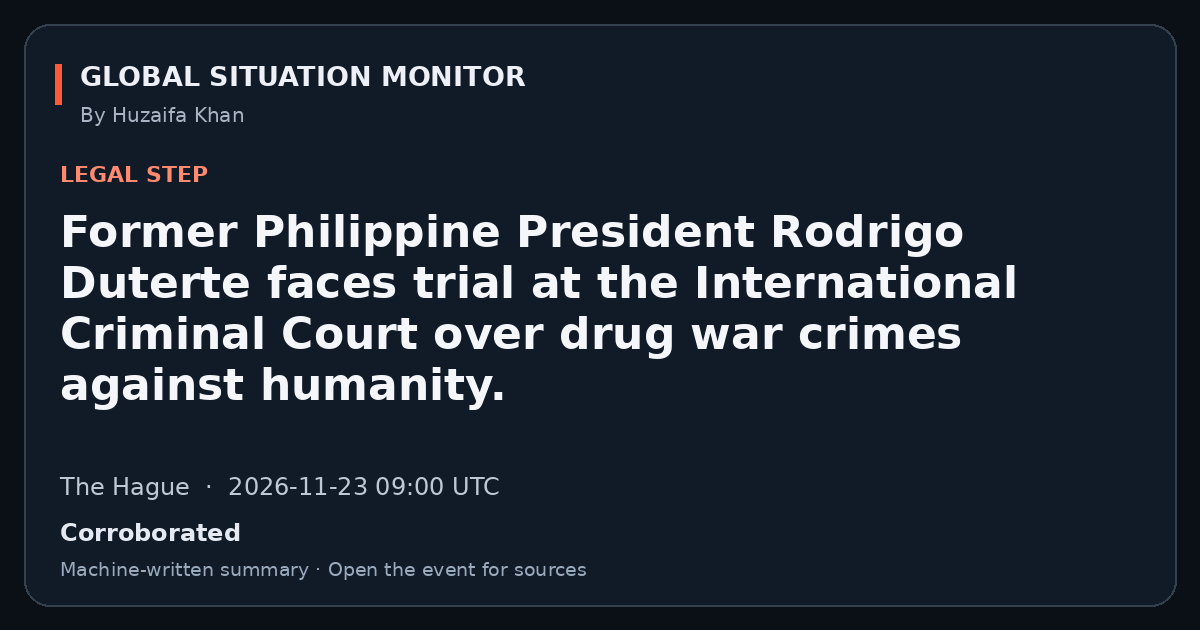 GLOBAL SITUATION MONITOR
By Huzaifa Khan
LEGAL STEP
Former Philippine President Rodrigo
Duterte faces trial at the International
Criminal Court over drug war crimes
against humanity.
The Hague · 2026-11-23 09:00 UTC
Corroborated
Machine-written summary · Open the event for sources